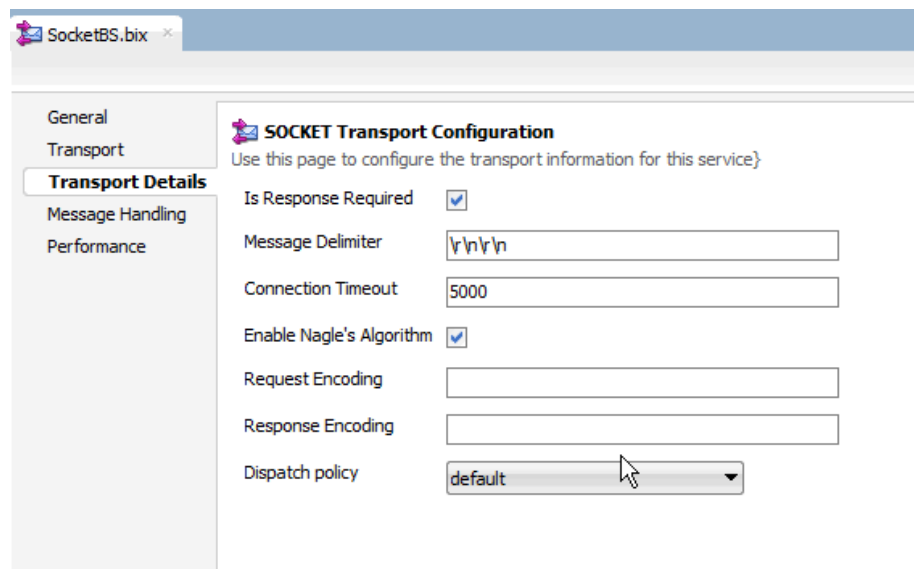 SocketBS.bix
General
Transport
Transport Details
Message Handling
Performance
SOCKET Transport Configuration
Use this page to configure the transport information for this service}
Is Response Required
Message Delimiter \r\n\r\n
Connection Timeout 5000
Enable Nagle's Algorithm
Request Encoding
Response Encoding
Dispatch policy default